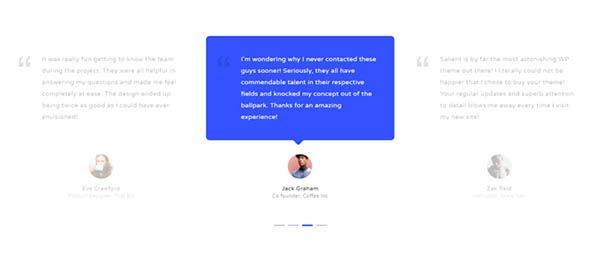 It was really fun getting to know the team
during the project. They were all helpful in
answering my questions and made me feel
completely at ease. The design ended up
being twice as good as I could have ever
envisioned!
Eve Crawford
Product Designer
I'm wondering why I never contacted these
guys sooner! Seriously, they all have
commendable talent in their respective
fields and knocked my concept out of the
ballpark. Thanks for an amazing
experience!
Jack Graham
Co founder, Coffee Inc
Salient is by far the most astonishing WP
theme out there! I literally could not be
happier that I chose to buy your theme!
Your regular updates and superb attention
to detail blows me away every time I visit
my new site!
Zak Reid